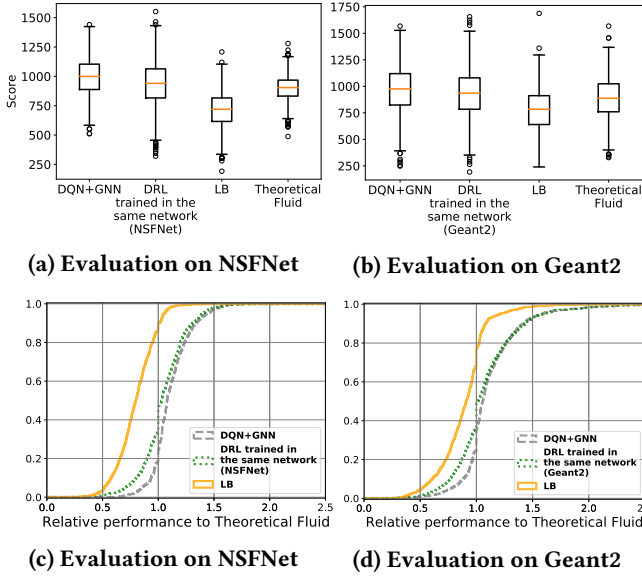 1500
1250
1000
750
500
250
Score
DQN+GNN
DRL
trained in the
same network
(NSFNet)
LB
Theoretical
Fluid
(a) Evaluation on NSFNet
1750
1500
1250
1000
750
500
250
DQN+GNN
DRL
trained in the
same network
(Geant2)
LB
Theoretical
Fluid
(b) Evaluation on Geant2
1.0
0.8
0.6
0.4
0.2
0.0
0.0 0.5 1.0 1.5 2.0 2.5
DQN+GNN
DRL trained in
the same network
(NSFNet)
LB
Relative performance to Theoretical Fluid
(c) Evaluation on NSFNet
1.0
0.8
0.6
0.4
0.2
0.0
0.0 0.5 1.0 1.5 2.0 2.
DQN+GNN
DRL trained in
the same network
(Geant2)
LB
Relative performance to Theoretical Fluid
(d) Evaluation on Geant2